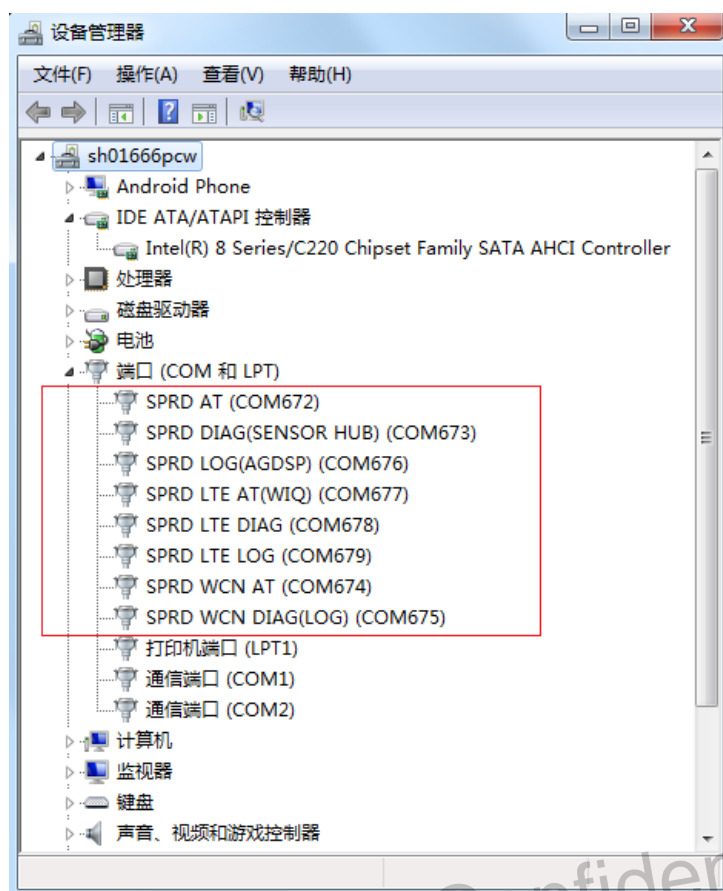 设备管理器
文件(F) 操作(A) 查看(V) 帮助(H)
sh01666pcw
Android Phone
IDE ATA/ATAPI 控制器
Intel(R) 8 Series/C220 Chipset Family SATA AHCI Controller
处理器
磁盘驱动器
电池
端口 (COM 和 LPT)
SPRD AT (COM672)
SPRD DIAG(SENSOR HUB) (COM673)
SPRD LOG(AGDSP) (COM676)
SPRD LTE AT(WIQ) (COM677)
SPRD LTE DIAG (COM678)
SPRD LTE LOG (COM679)
SPRD WCN AT (COM674)
SPRD WCN DIAG(LOG) (COM675)
打印机端口 (LPT1)
通信端口 (COM1)
通信端口 (COM2)
计算机
监视器
键盘
声音、视频和游戏控制器